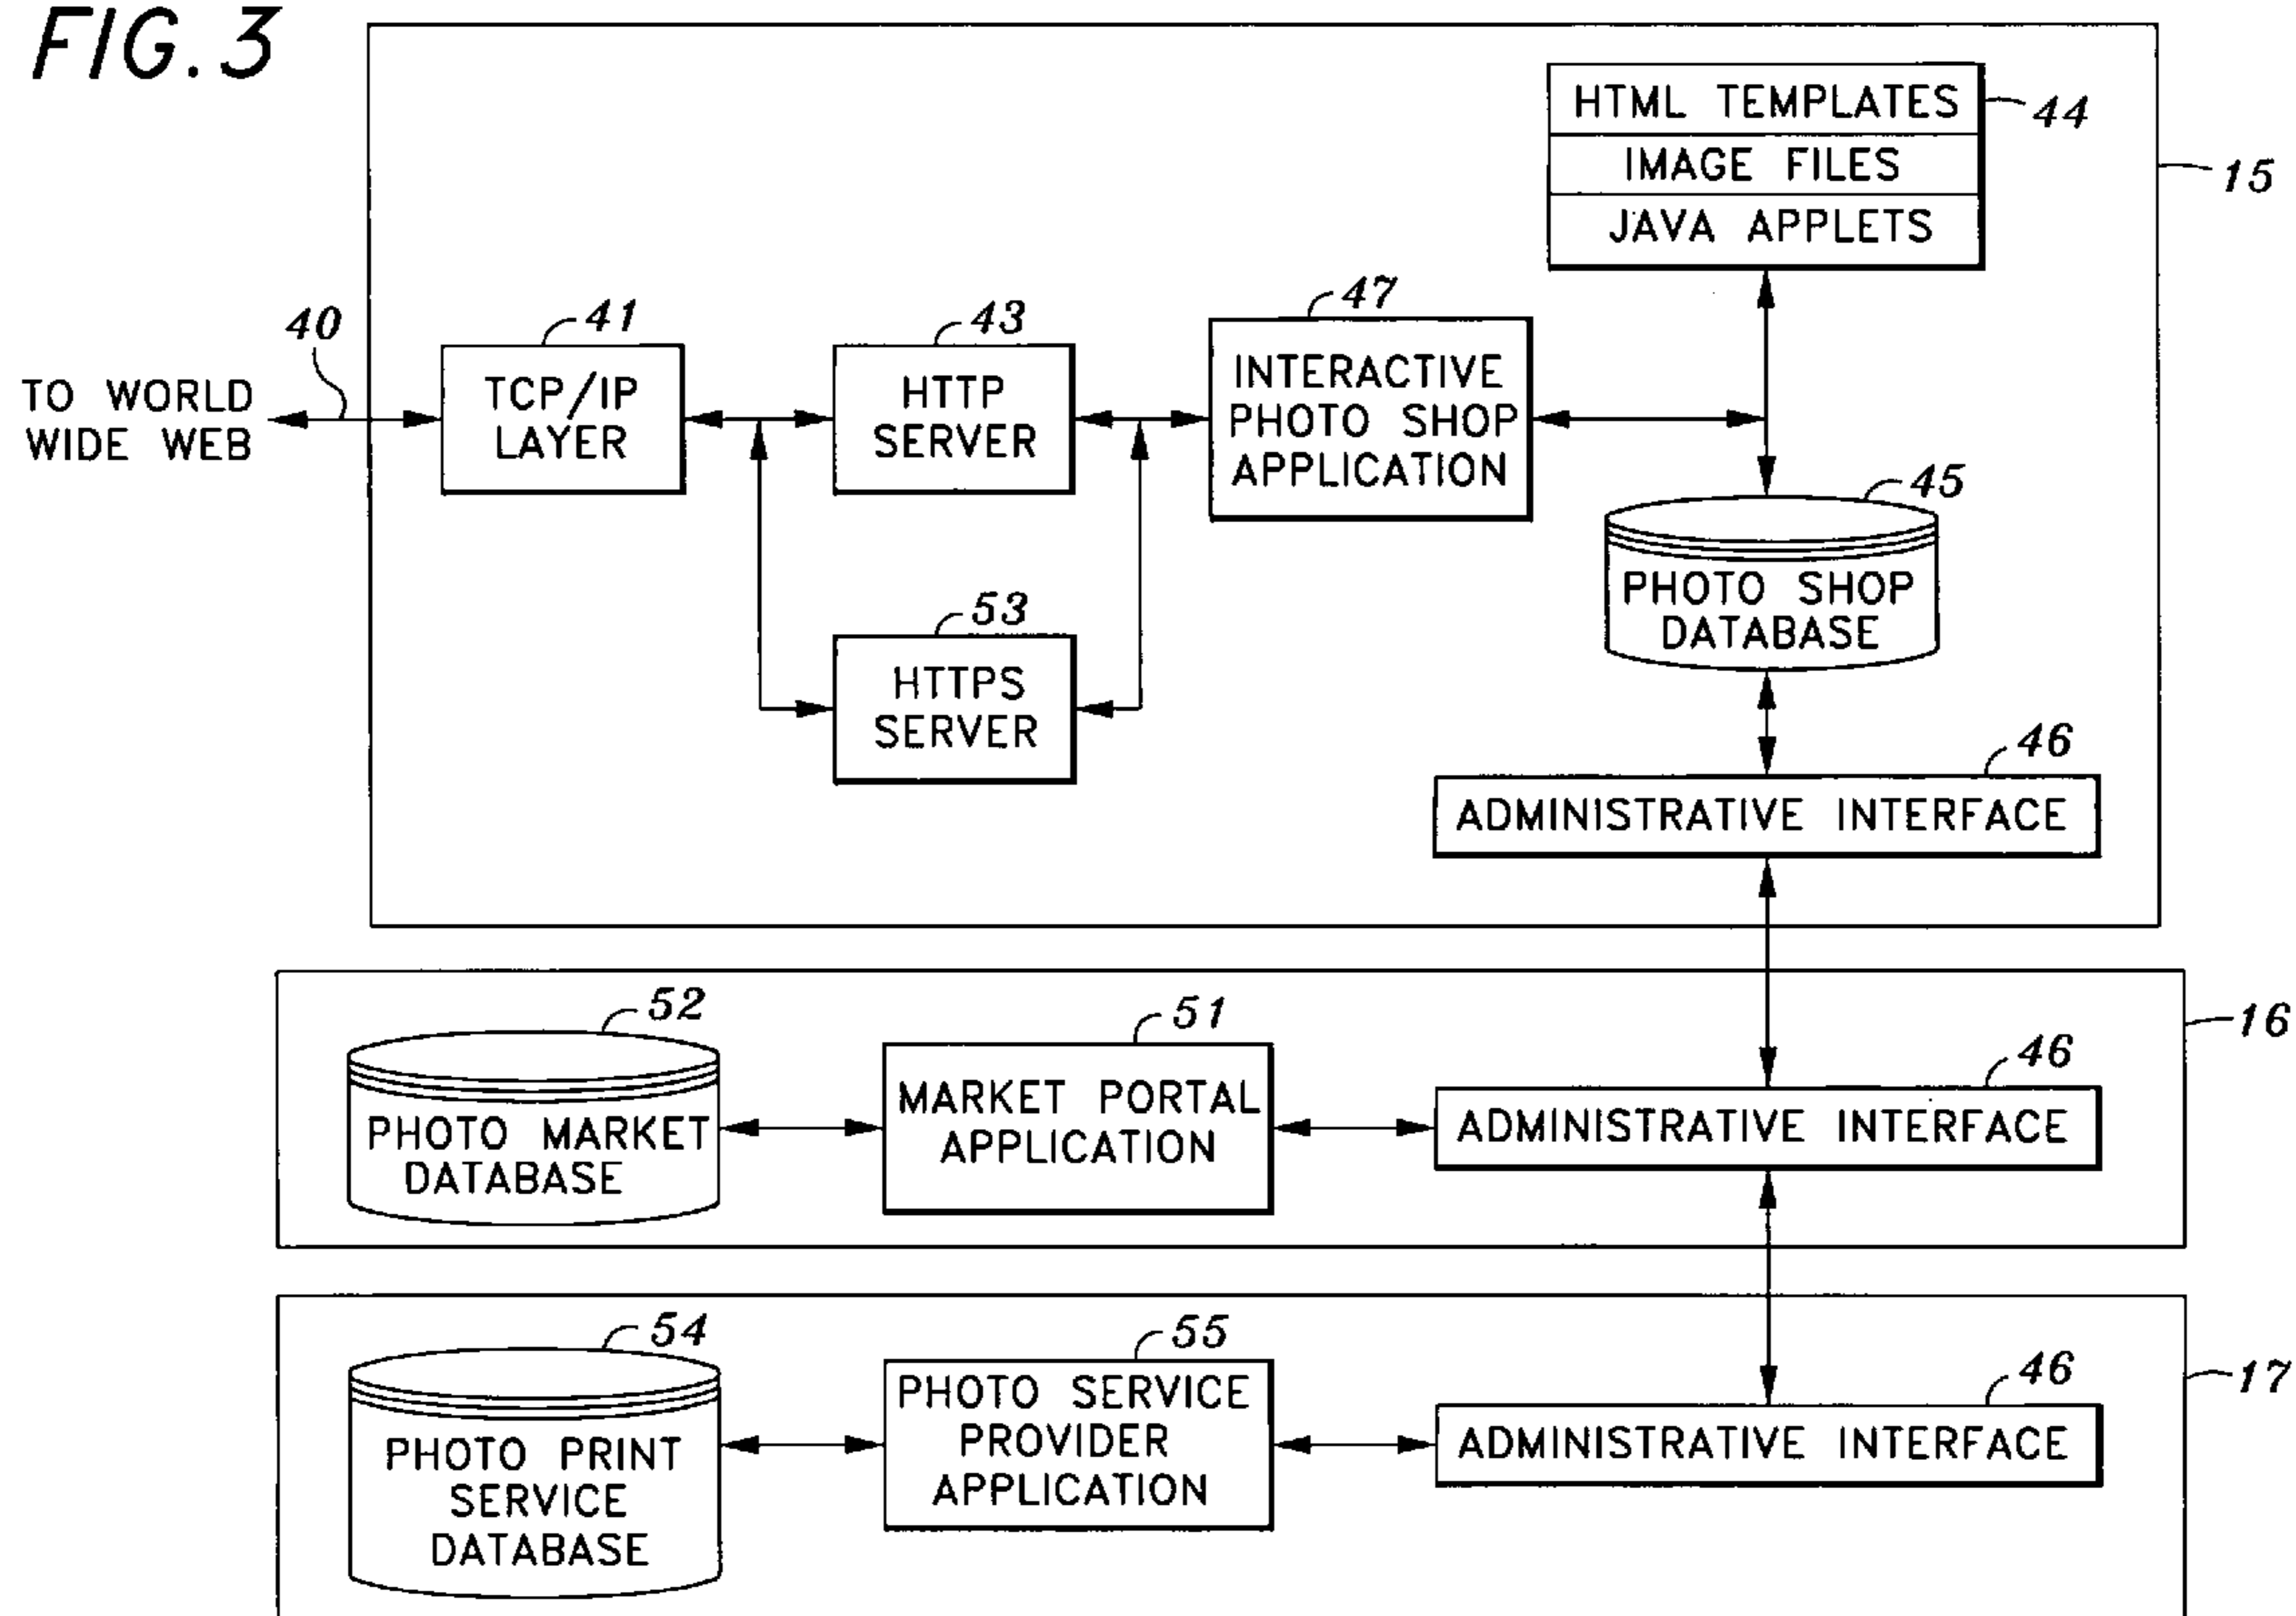 FIG. 3
HTML TEMPLATES
44
IMAGE FILES
15
JAVA APPLETS
40
41
43
47
TO WORLD
WIDE WEB
TCP/IP
LAYER
HTTP
SERVER
INTERACTIVE
PHOTO SHOP
APPLICATION
45
PHOTO SHOP
DATABASE
53
HTTPS
SERVER
46
ADMINISTRATIVE INTERFACE
52
51
16
46
PHOTO MARKET
DATABASE
MARKET PORTAL
APPLICATION
ADMINISTRATIVE INTERFACE
54
55
46
17
PHOTO PRINT
SERVICE
DATABASE
PHOTO SERVICE
PROVIDER
APPLICATION
ADMINISTRATIVE INTERFACE